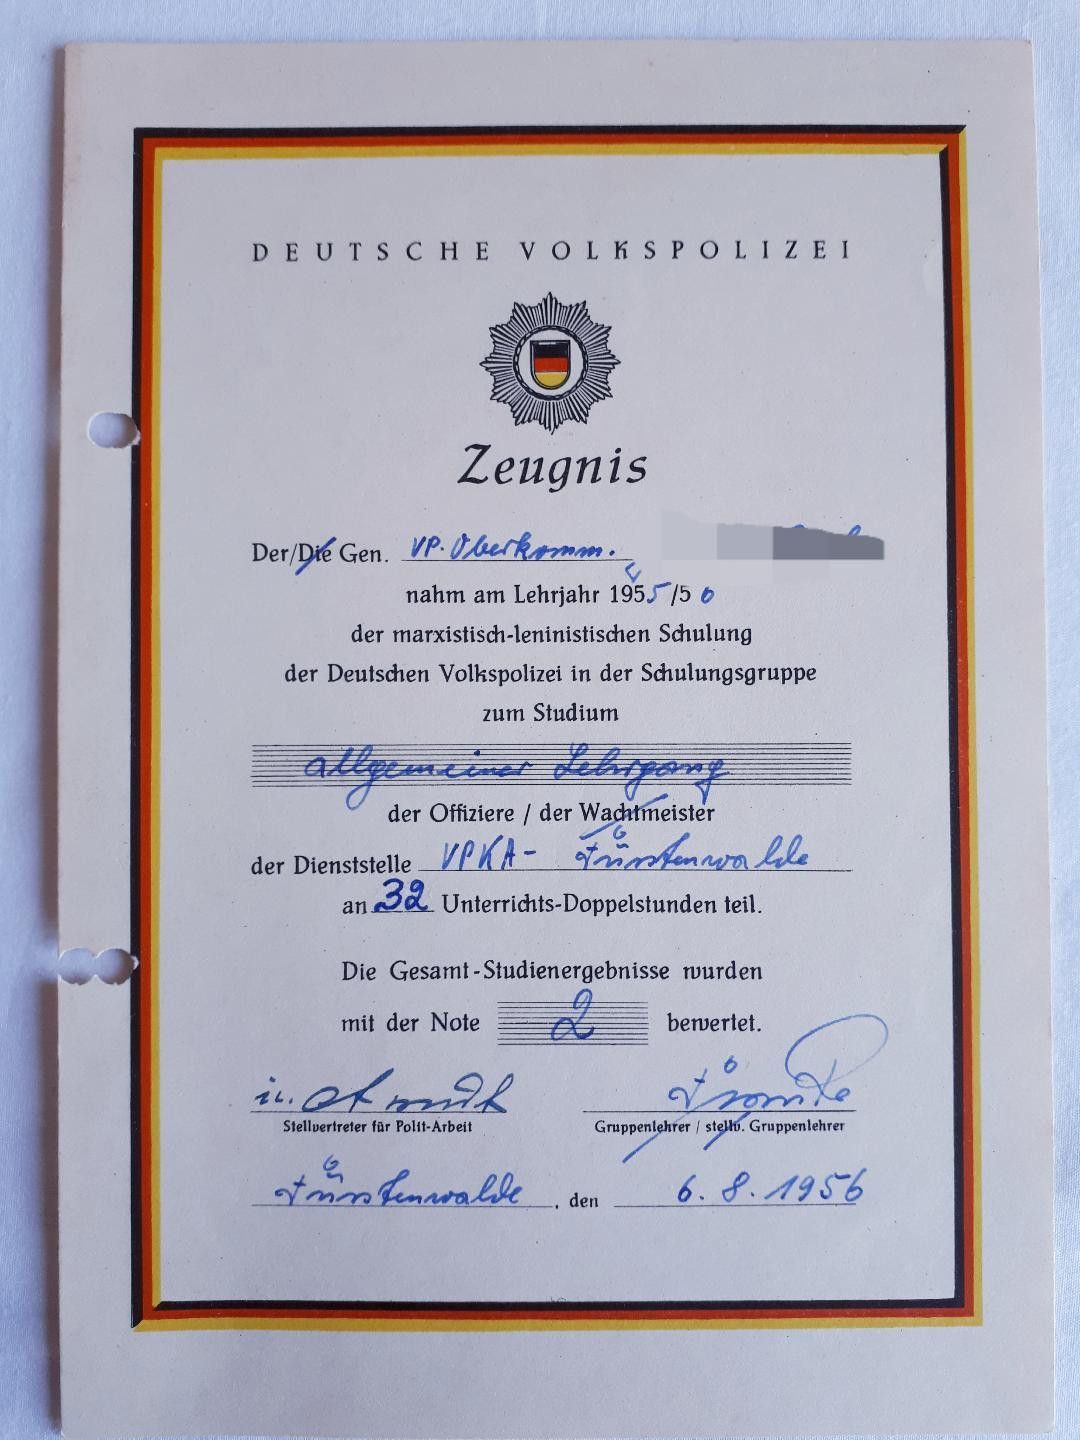 DEUTSCHE VOLKSPOLIZEI
Zeugnis
Der/Die Gen. VP. Oberkomm.
nahm am Lehrjahr 1955/56
der marxistisch-leninistischen Schulung
der Deutschen Volkspolizei in der Schulungsgruppe
zum Studium
allgemeiner Lehrgang
der Offiziere / der Wachtmeister
der Dienststelle VPKA- Fürstenwalde
an 32 Unterrichts-Doppelstunden teil.
Die Gesamt-Studienergebnisse wurden
mit der Note 2 bewertet.
Stellvertreter für Polit-Arbeit
Gruppenlehrer / stellv. Gruppenlehrer
Fürstenwalde, den 6. 8. 1956